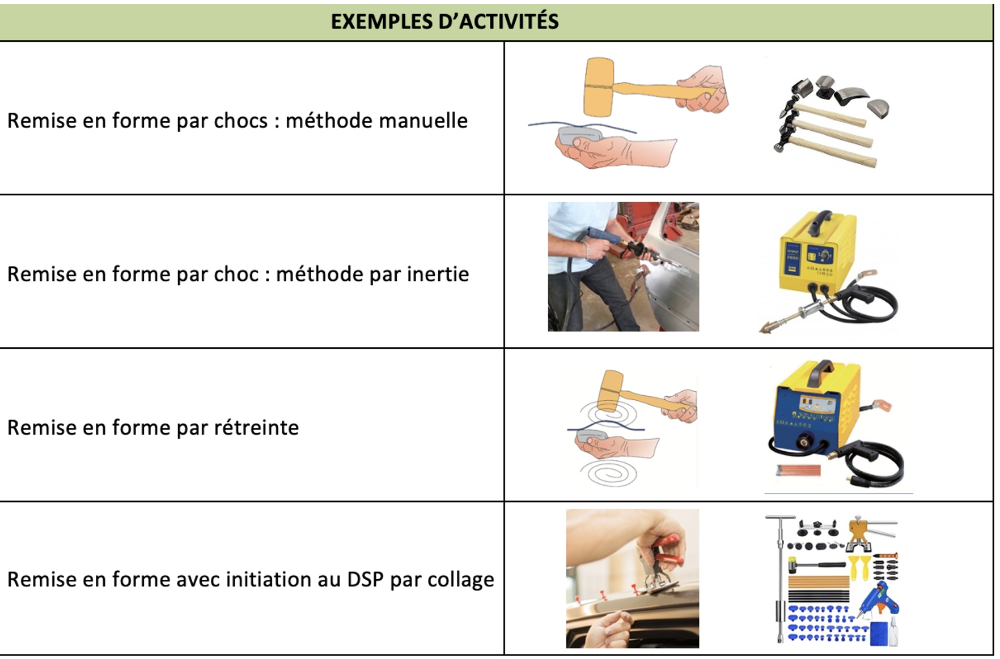 EXEMPLES D’ACTIVITÉS
Remise en forme par chocs : méthode manuelle
Remise en forme par choc : méthode par inertie
2600
Remise en forme par rétreinte
Remise en forme avec initiation au DSP par collage